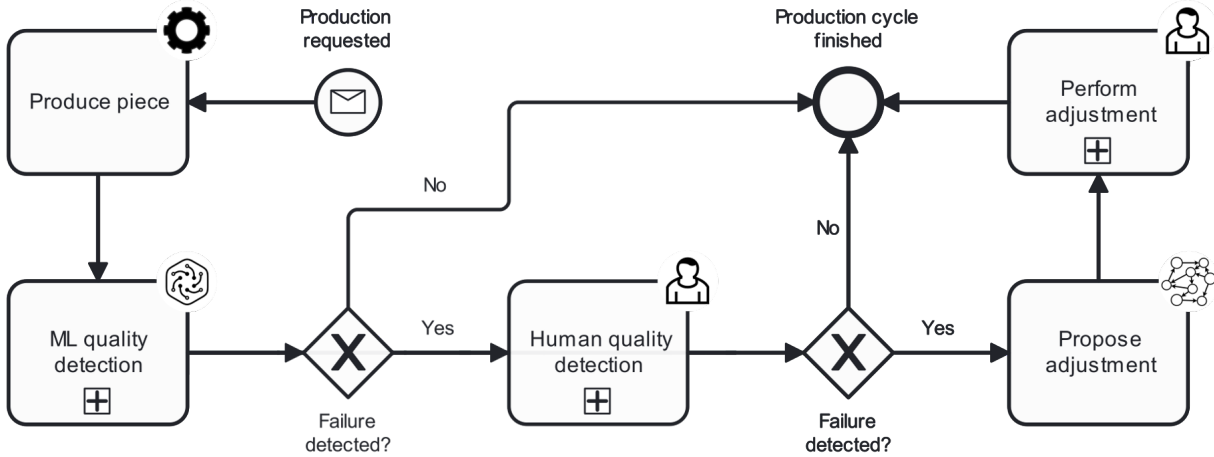 Production
requested
Production cycle
finished
Produce piece
Perform
adjustment
No
No
ML quality
detection
Yes
Human quality
detection
Yes
Propose
adjustment
Failure
detected?
Failure
detected?